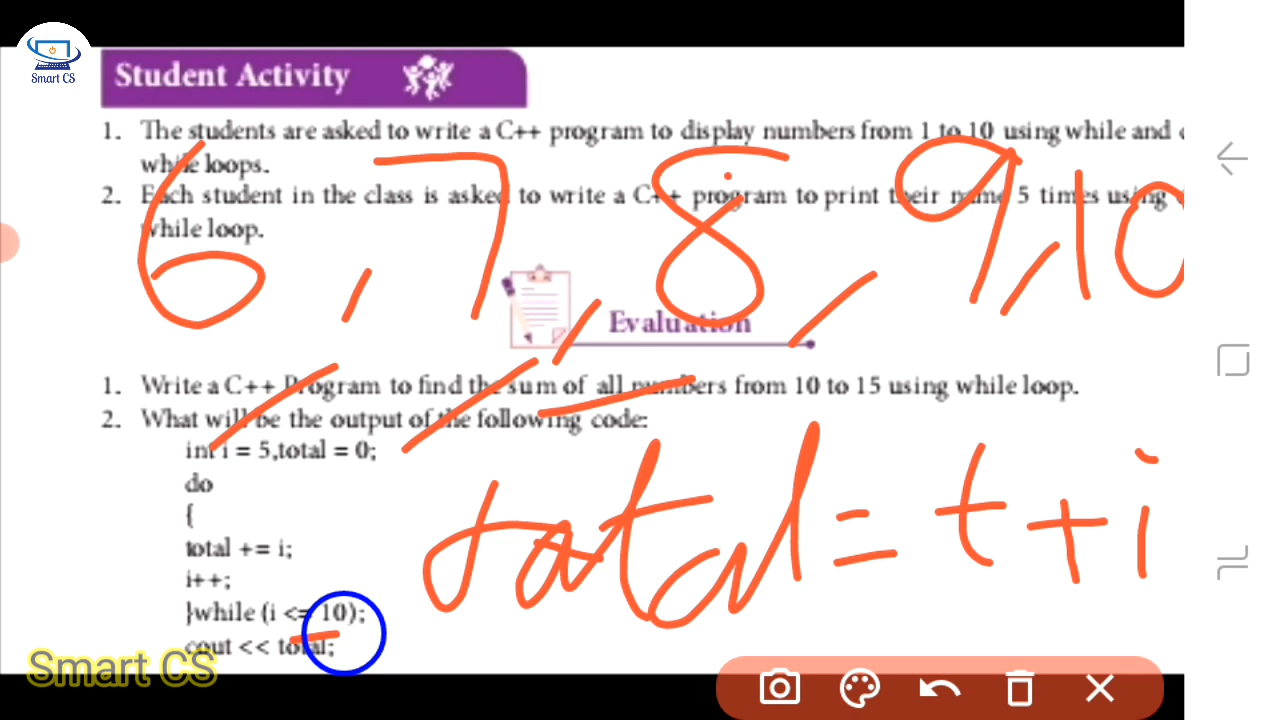 Smart CS
Student Activity
1. The students are asked to write a C++ program to display numbers from 1 to 10 using while and
while loops.
2. Each student in the class is asked to write a C++ program to print their name 5 times using
while loop.
6, 7, 8, 9, 10
Evaluation
1. Write a C++ Program to find the sum of all numbers from 10 to 15 using while loop.
2. What will be the output of the following code:
int i = 5,total = 0;
do
{
total += i;
total = t + i
i++;
}while (i <= 10);
cout << total;
Smart CS